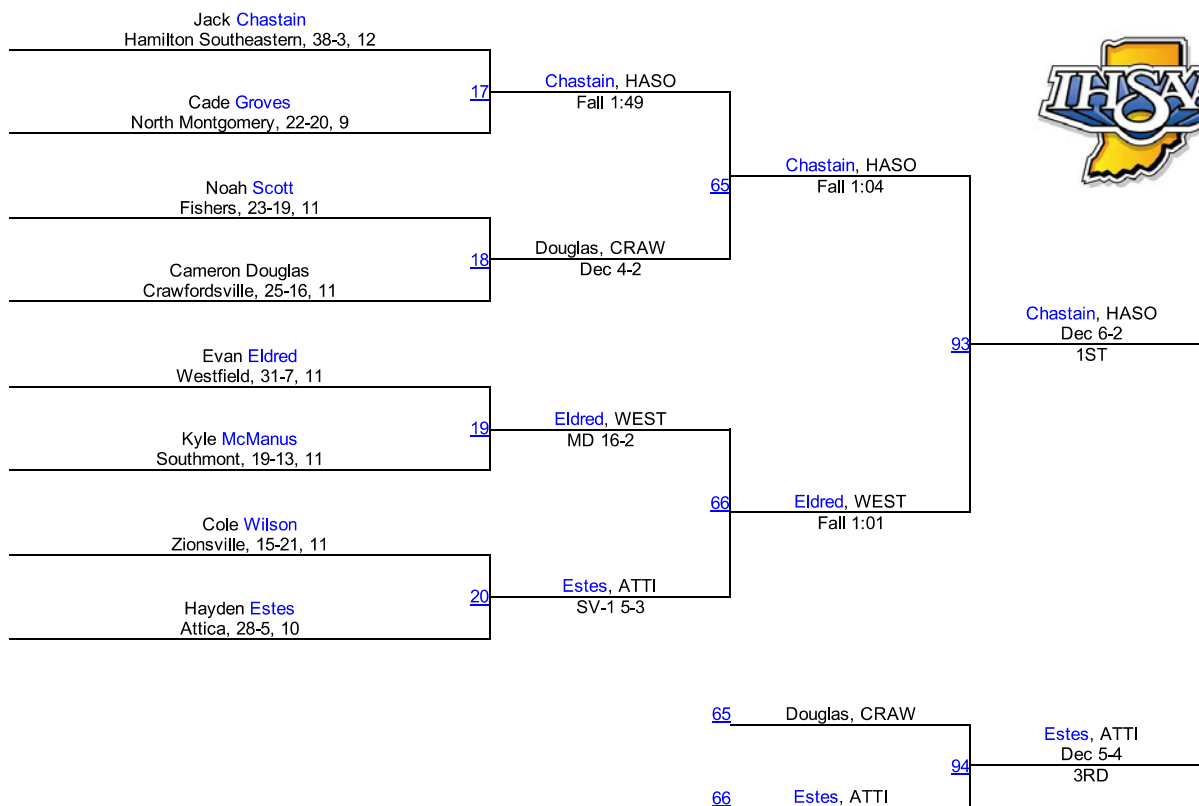 Jack Chastain
Hamilton Southeastern, 38-3, 12
17
Cade Groves
North Montgomery, 22-20, 9
Chastain, HASO
Fall 1:49
Noah Scott
Fishers, 23-19, 11
18
Cameron Douglas
Crawfordsville, 25-16, 11
Douglas, CRAW
Dec 4-2
65
Chastain, HASO
Fall 1:04
IHSAA
Evan Eldred
Westfield, 31-7, 11
19
Kyle McManus
Southmont, 19-13, 11
Eldred, WEST
MD 16-2
Cole Wilson
Zionsville, 15-21, 11
20
Hayden Estes
Attica, 28-5, 10
Estes, ATTI
SV-1 5-3
66
Eldred, WEST
Fall 1:01
93
Chastain, HASO
Dec 6-2
1ST
65
Douglas, CRAW
94
66
Estes, ATTI
Estes, ATTI
Dec 5-4
3RD